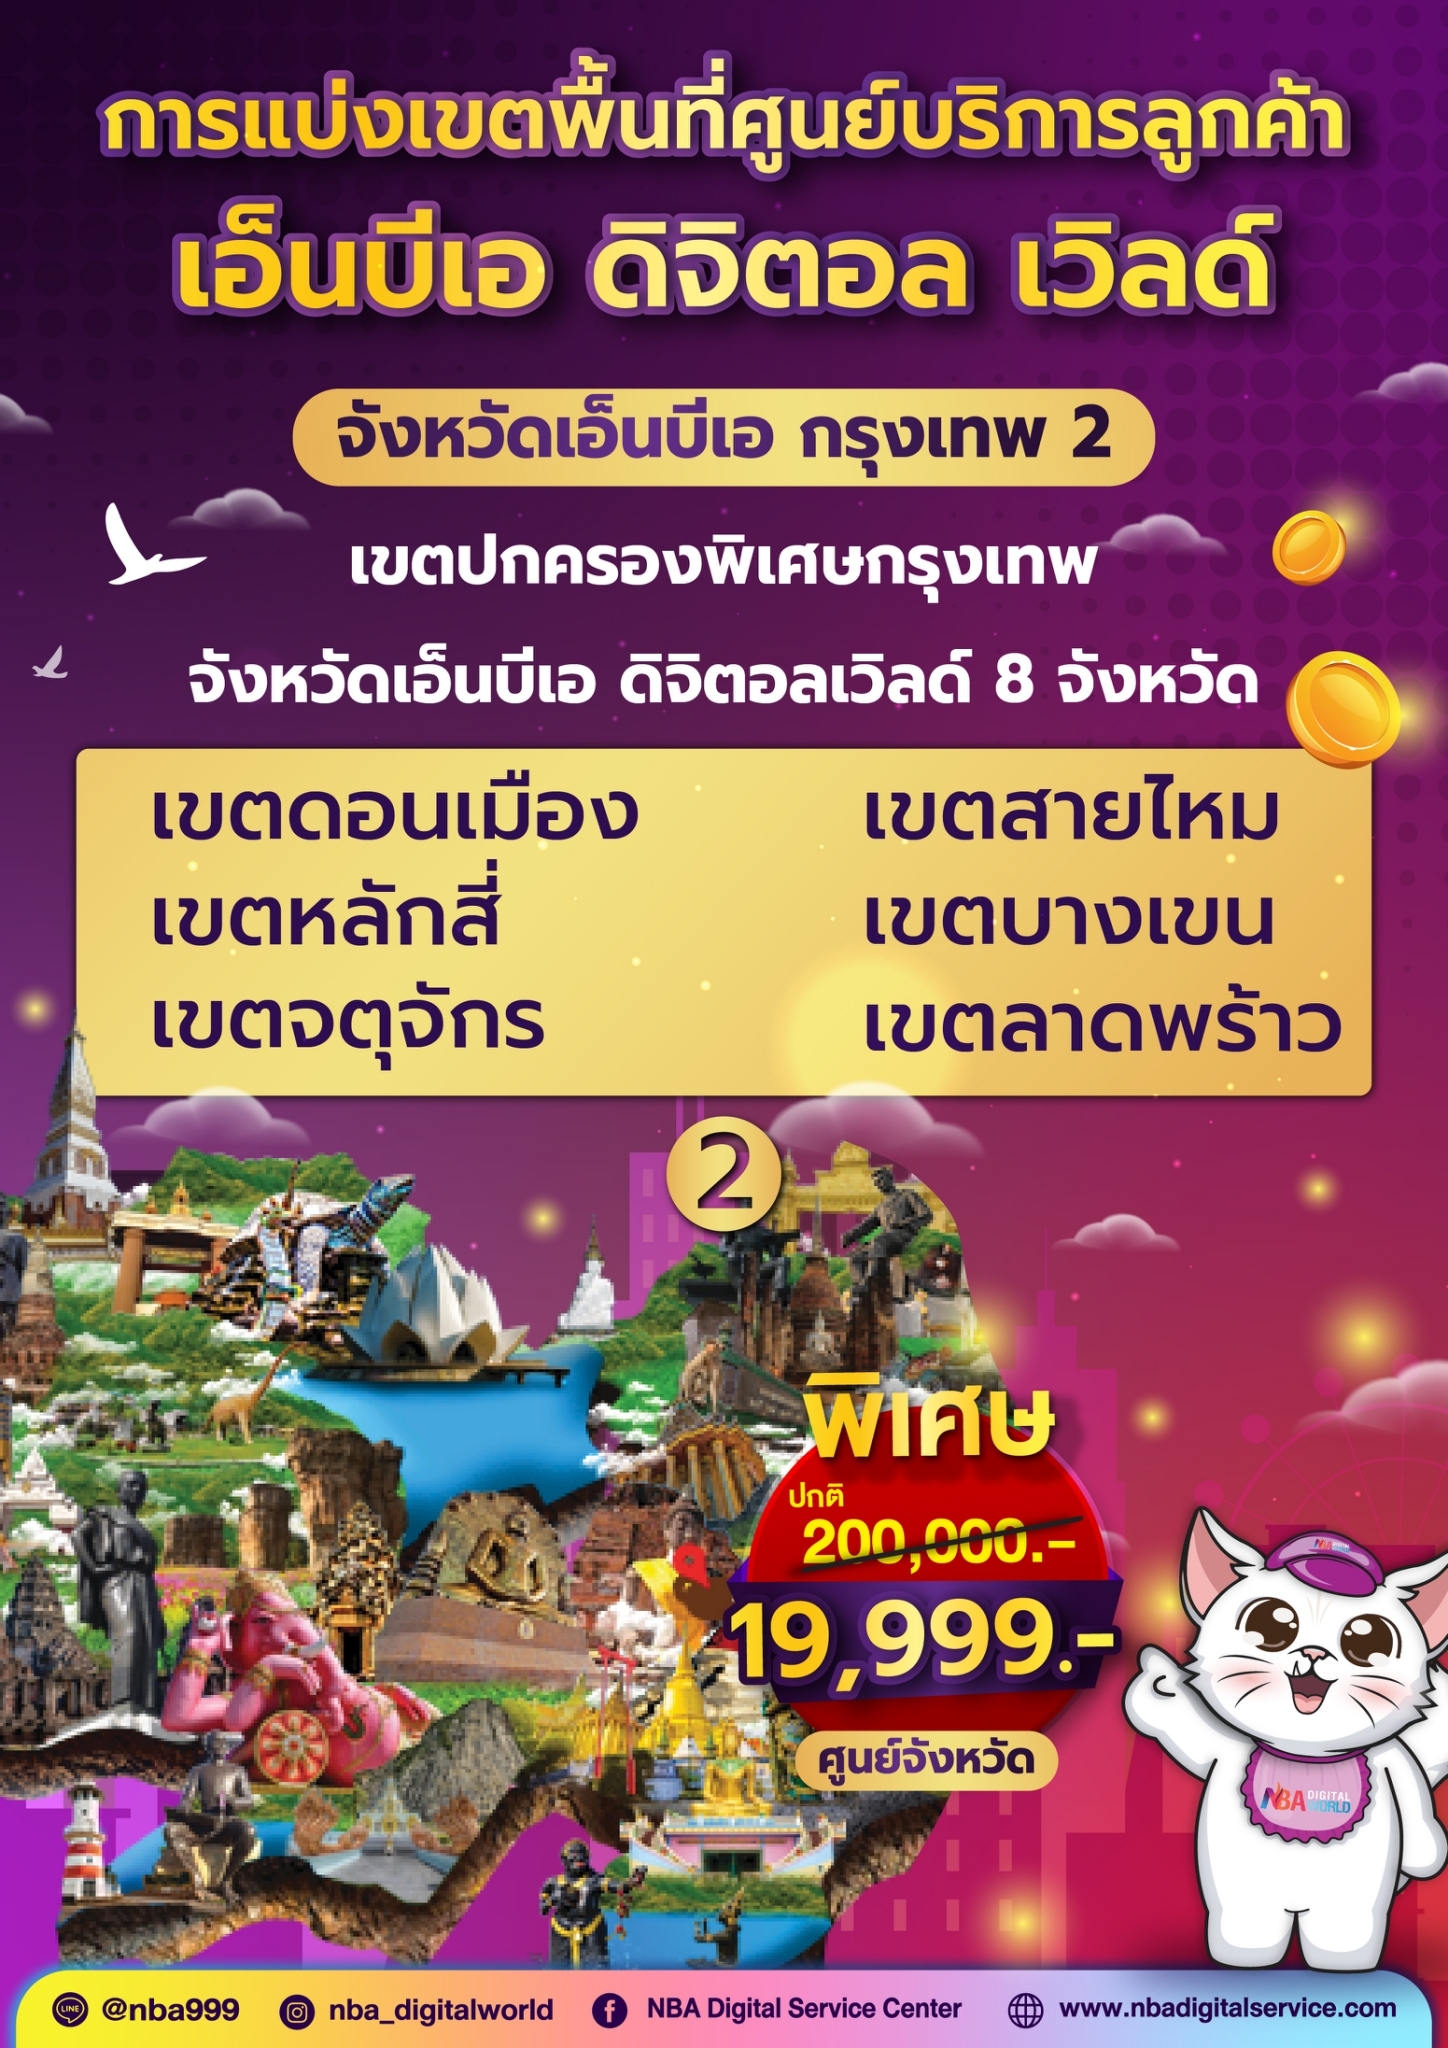 การแบ่งเขตพื้นที่ศูนย์บริการลูกค้า
เอ็นบีเอ ดิจิตอล เวิลด์
จังหวัดเอ็นบีเอ กรุงเทพ 2
เขตปกครองพิเศษกรุงเทพ
จังหวัดเอ็นบีเอ ดิจิตอลเวิลด์ 8 จังหวัด
เขตดอนเมือง เขตสายไหม
เขตหลักสี่ เขตบางเขน
เขตจตุจักร เขตลาดพร้าว
2
พิเศษ
ปกติ
200,000.-
19,999.-
ศูนย์จังหวัด
NBA DIGITAL WORLD
NBA DIGITAL WORLD
LINE @nba999 nba_digitalworld NBA Digital Service Center www.nbadigitalservice.com